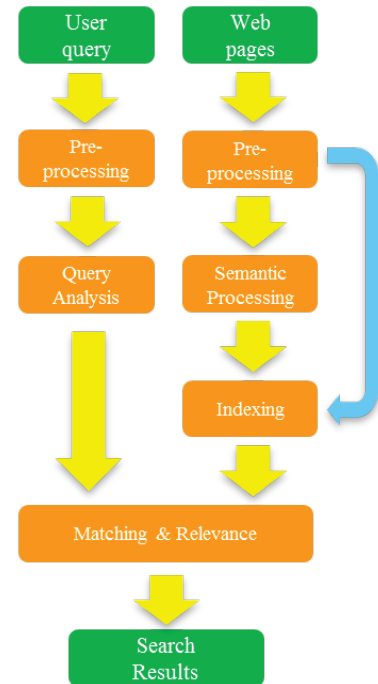 User
query
Web
pages
Pre-
processing
Pre-
processing
Query
Analysis
Semantic
Processing
Indexing
Matching & Relevance
Search
Results